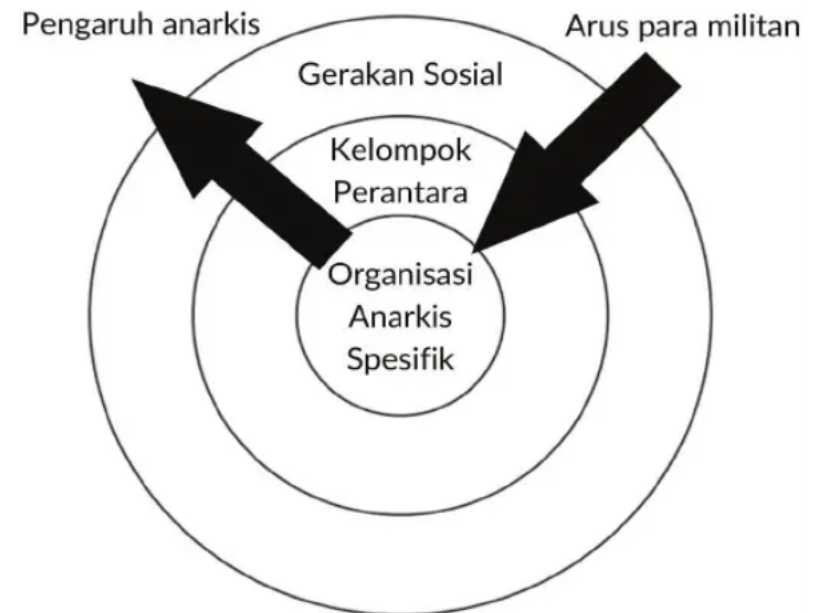 Pengaruh anarkis
Arus para militan
Gerakan Sosial
Kelompok
Perantara
Organisasi
Anarkis
Spesifik